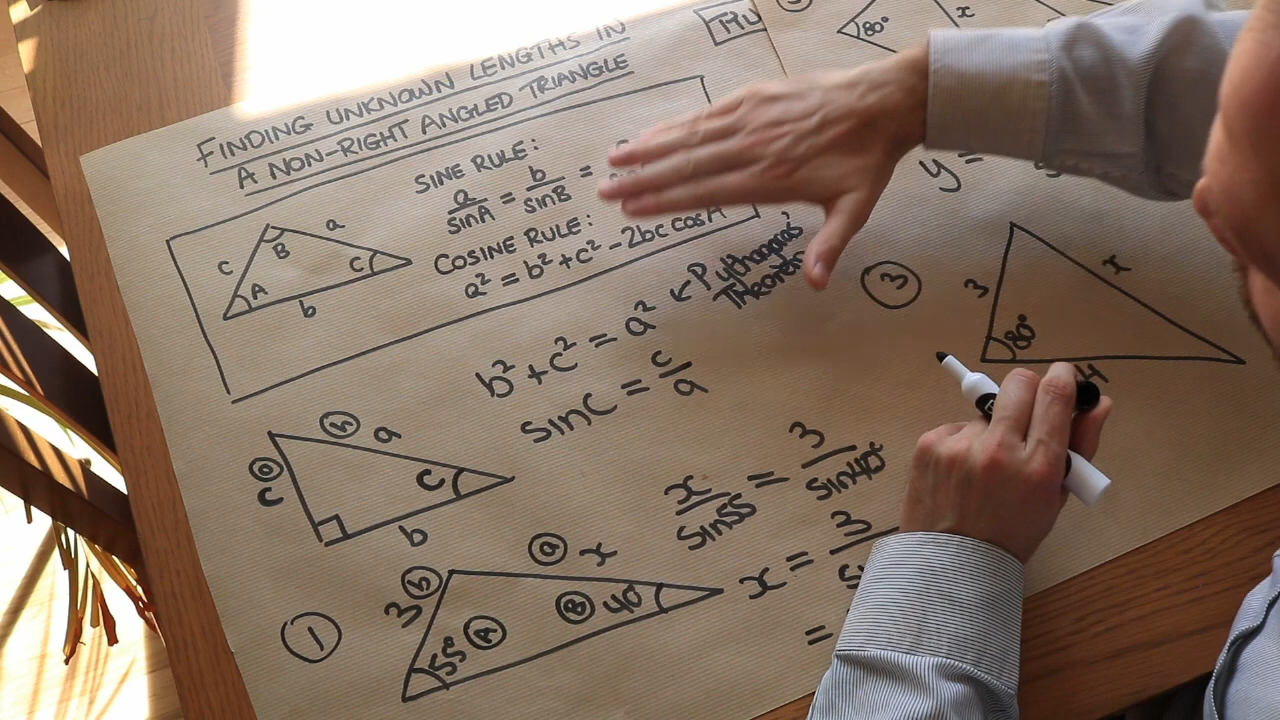 FINDING UNKNOWN LENGTHS IN
A NON-RIGHT ANGLED TRIANGLE
SINE RULE:
a/sinA = b/sinB =
COSINE RULE:
a² = b² + c² - 2bc cosA
c B a
A b C
b² + c² = a² ← Pythagoras' Theorem
sinC = c/a
h a
o c C
b
x/sin55 = 3/sin40°
x = 3/
=
1
3 b a x
55° A B 40°
80° x
y =
3
3 x
80° 4